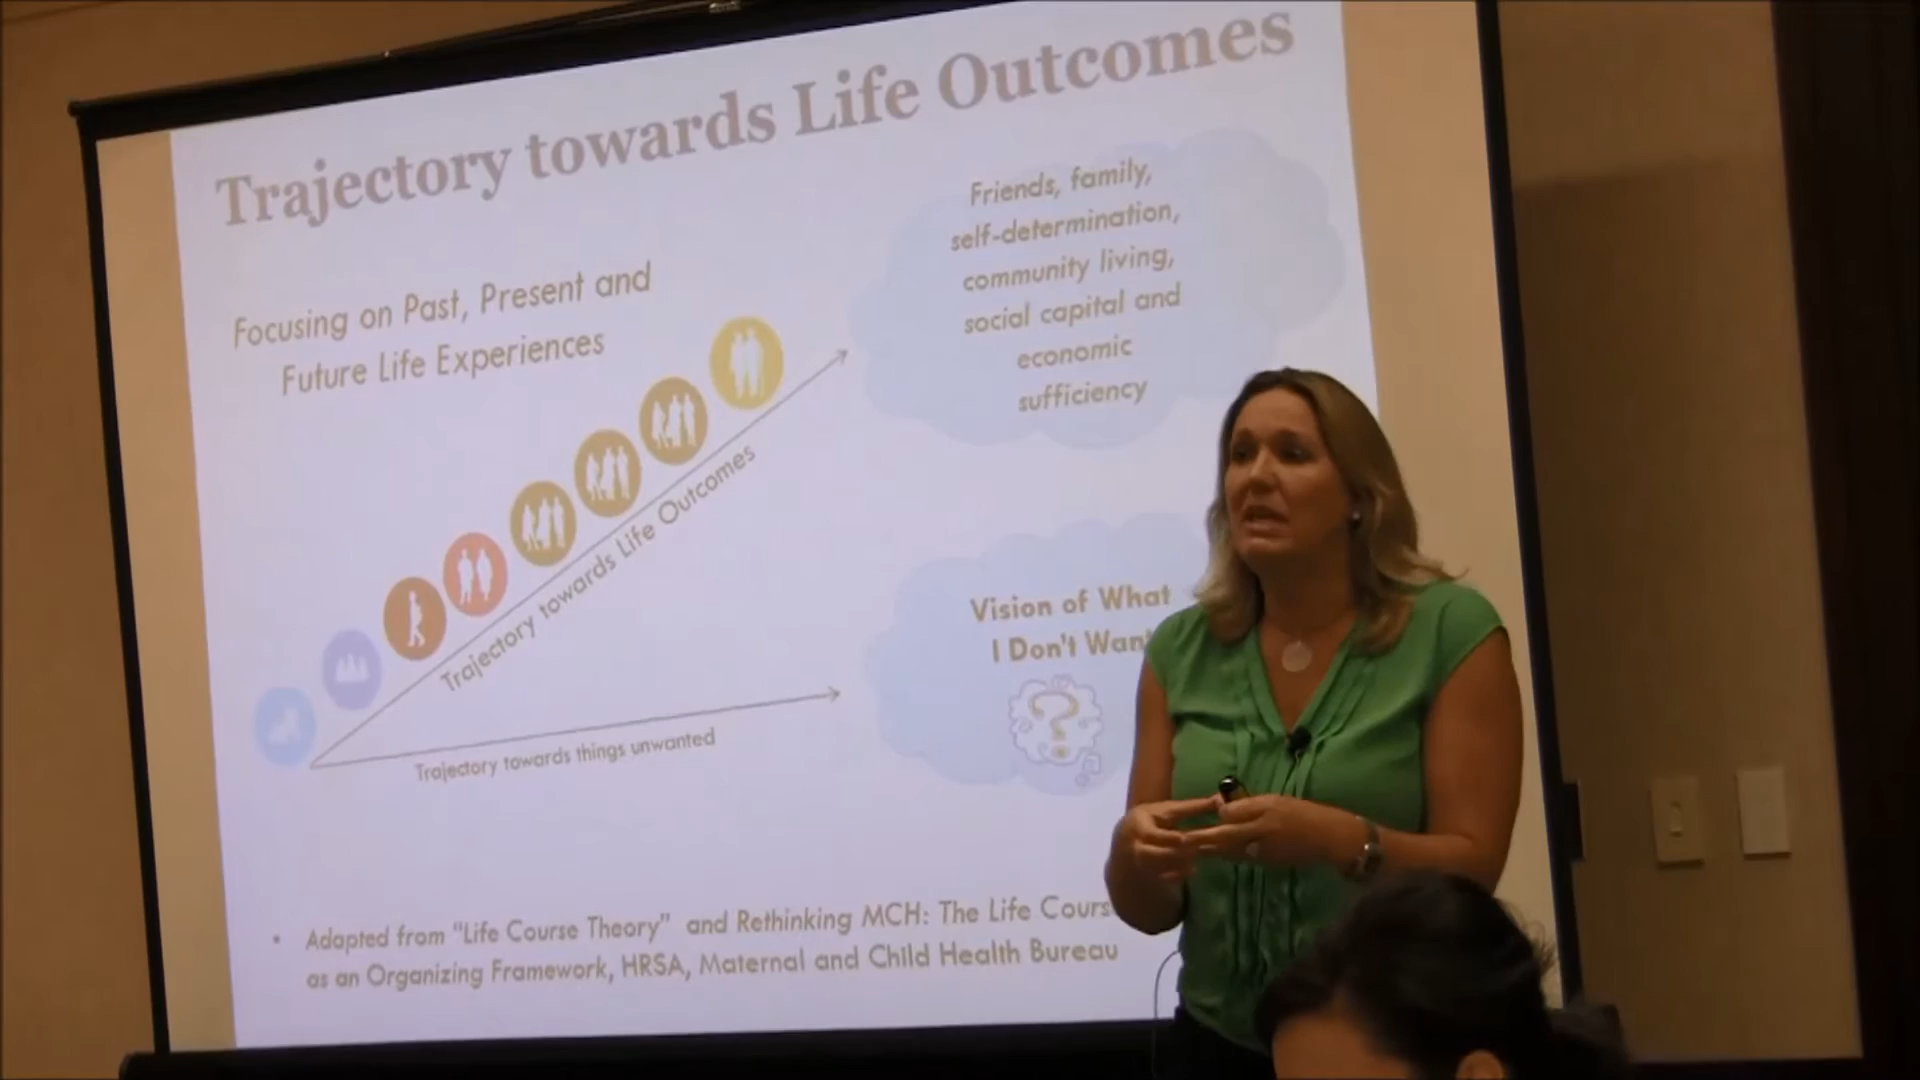 Trajectory towards Life Outcomes
Focusing on Past, Present and
Future Life Experiences
Friends, family,
self-determination,
community living,
social capital and
economic
sufficiency
Trajectory towards Life Outcomes
Vision of What
I Don't Want
Trajectory towards things unwanted
• Adapted from "Life Course Theory" and Rethinking MCH: The Life Cours
as an Organizing Framework, HRSA, Maternal and Child Health Bureau